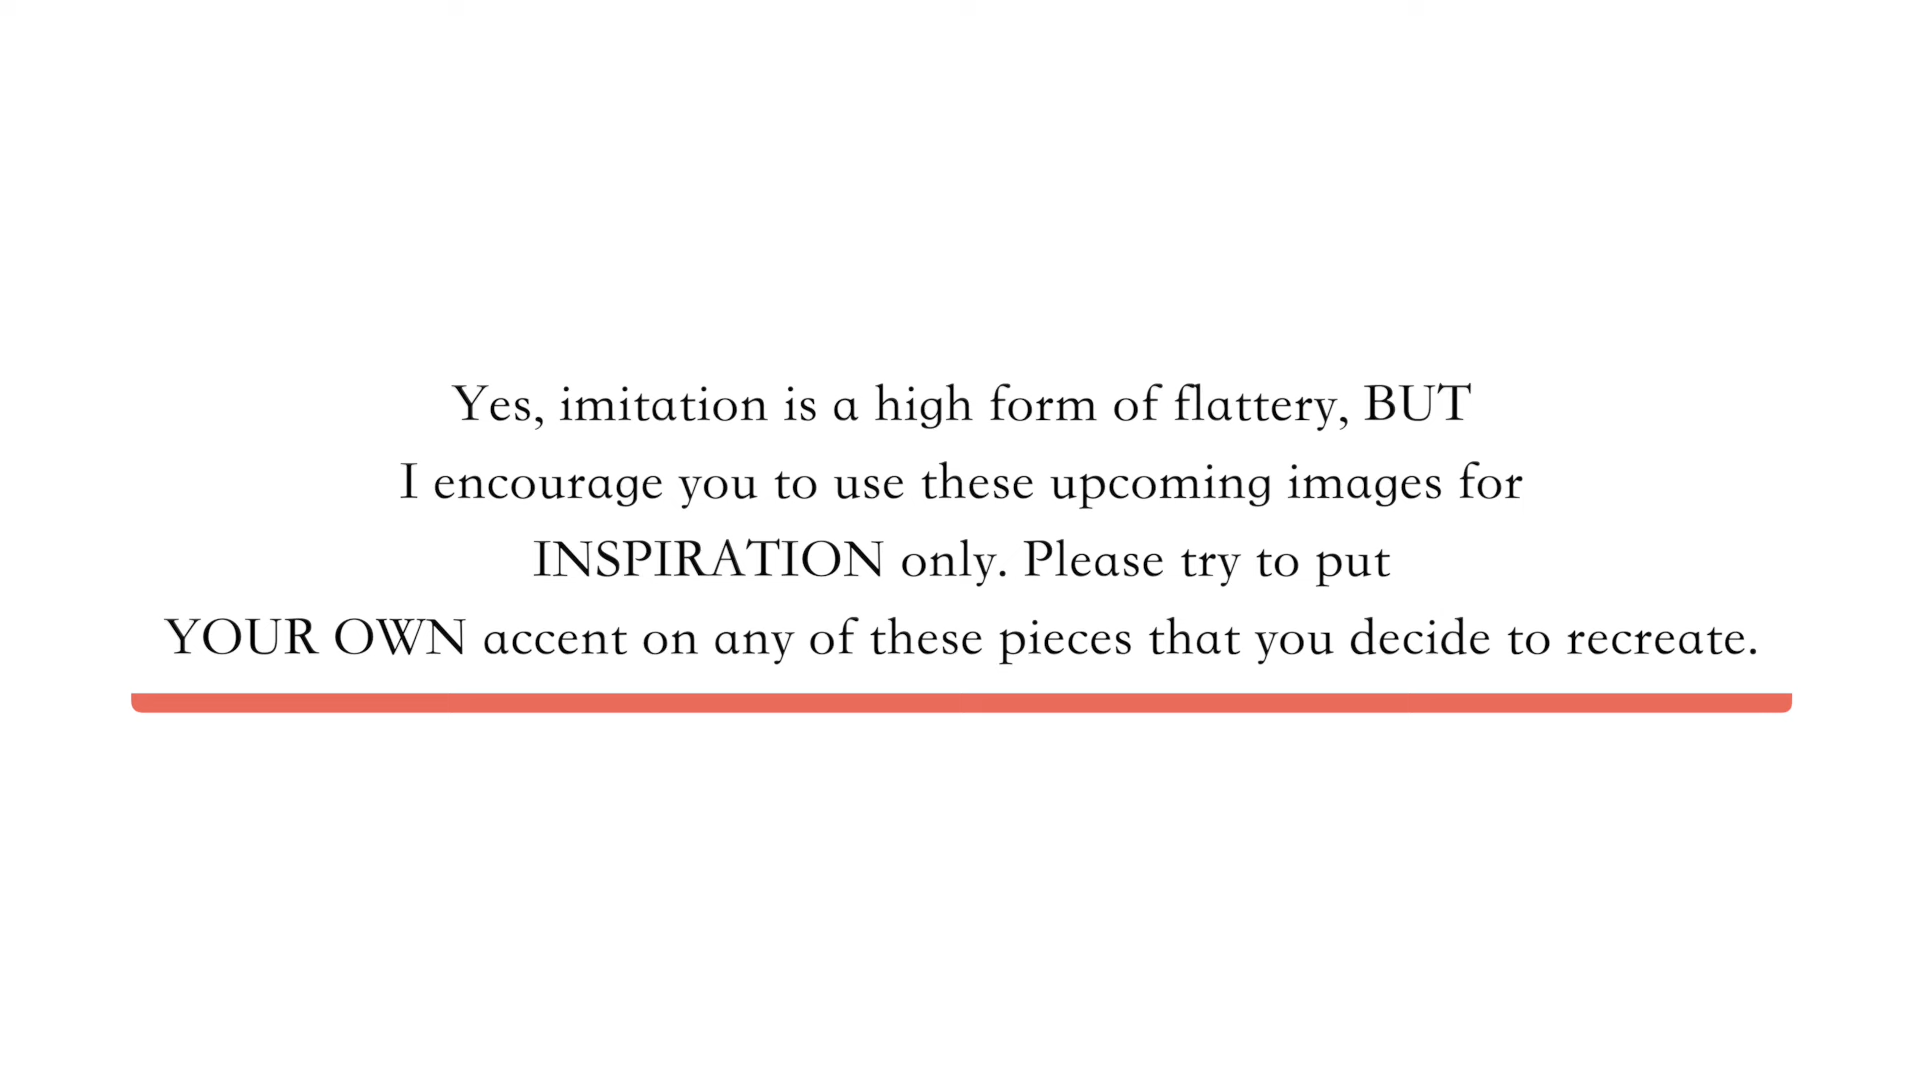 Yes, imitation is a high form of flattery, BUT
I encourage you to use these upcoming images for
INSPIRATION only. Please try to put
YOUR OWN accent on any of these pieces that you decide to recreate.